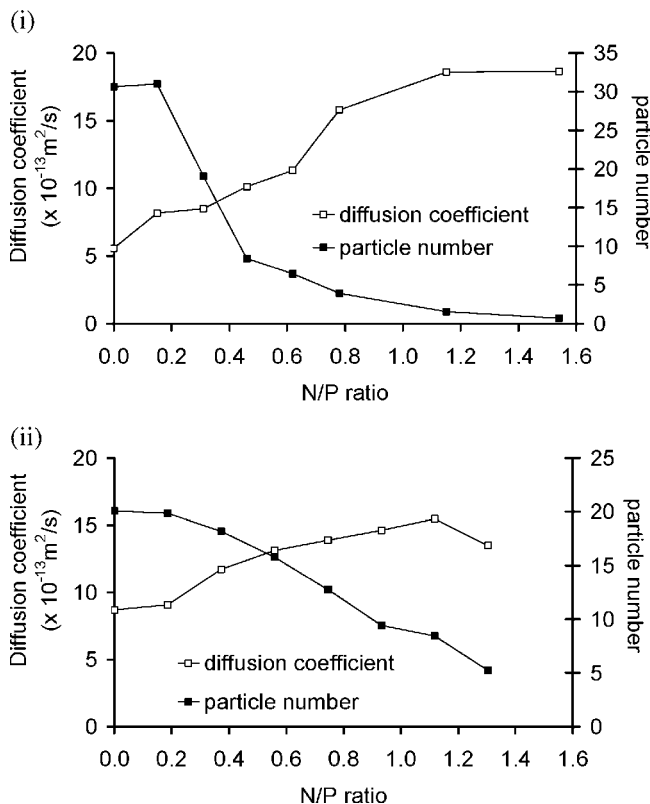 (i)
20
15
10
5
0
Diffusion coefficient
(x 10-13m2/s)
35
30
25
20
15
10
5
0
particle number
diffusion coefficient
particle number
0.0 0.2 0.4 0.6 0.8 1.0 1.2 1.4 1.6
N/P ratio
(ii)
20
15
10
5
0
Diffusion coefficient
(x 10-13m2/s)
25
20
15
10
5
0
particle number
diffusion coefficient
particle number
0.0 0.2 0.4 0.6 0.8 1.0 1.2 1.4 1.6
N/P ratio